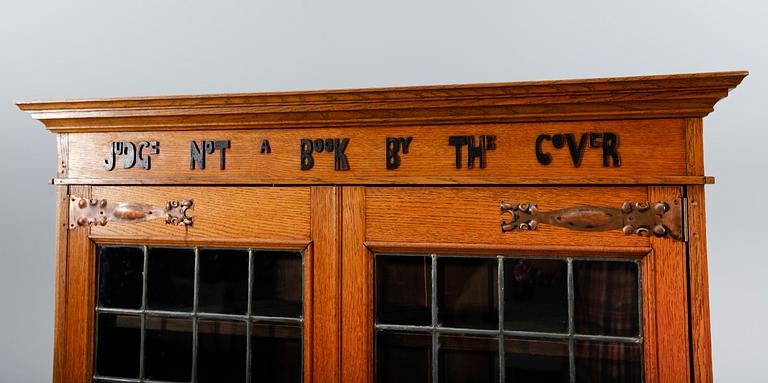 JUDGE NOT A BOOK BY THE COVER